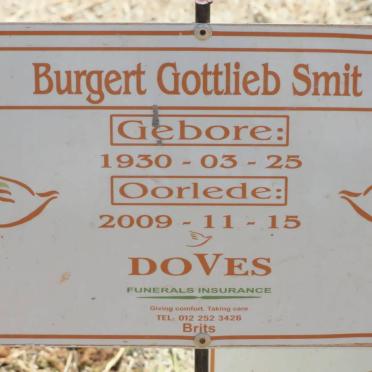 Burgert Gottlieb Smit
Gebore:
1930 - 03 - 25
Oorlede:
2009 - 11 - 15
DOVES
FUNERALS INSURANCE
Giving comfort. Taking care
TEL: 012 252 3426
Brits